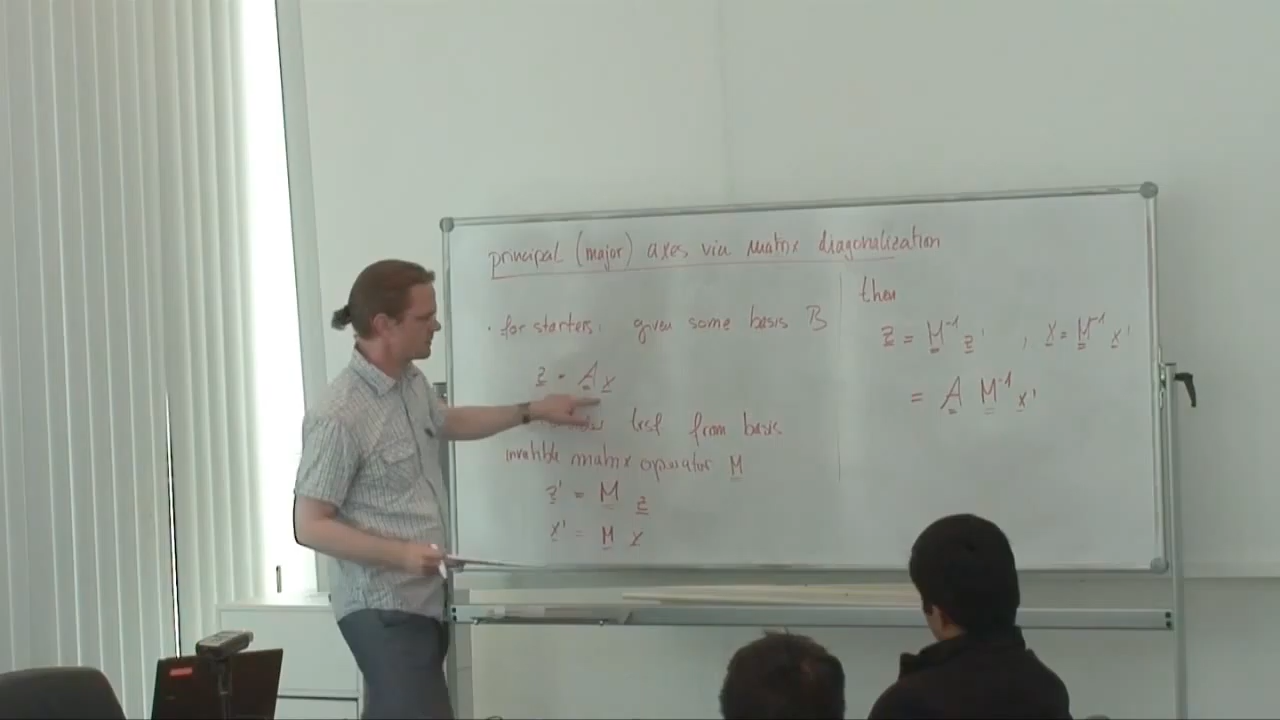 principal (major) axes via matrix diagonalization
· for starters: given some basis B
z = A x
trsf from basis
invertible matrix operator M
z' = M z
x' = M x
then
z = M⁻¹ z' , x = M⁻¹ x'
= A M⁻¹ x'